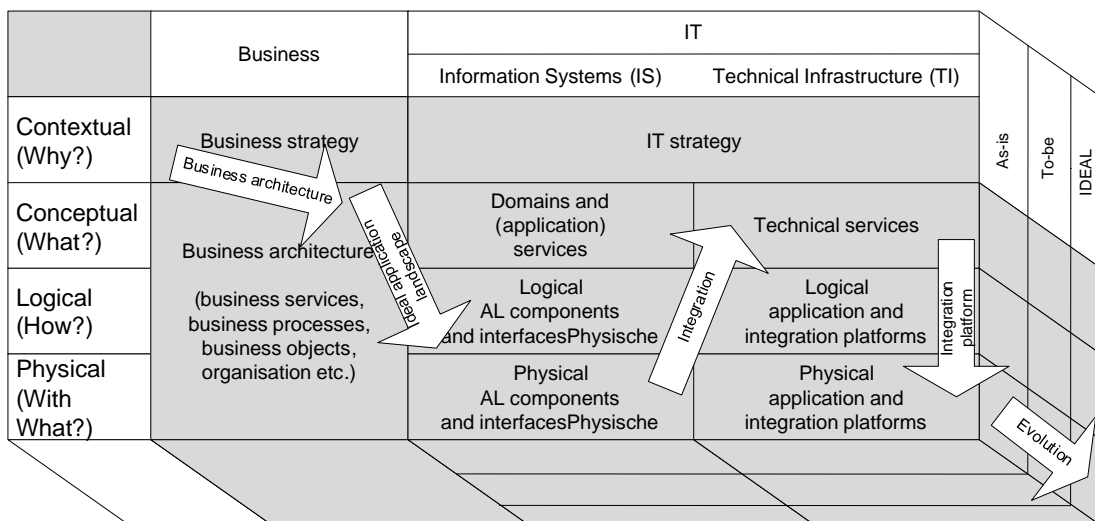 IT
Business
Information Systems (IS)
Technical Infrastructure (TI)
Contextual
(Why?)
Business strategy
IT strategy
As-is
To-be
IDEAL
Business architecture
Conceptual
(What?)
Business architecture
(business services,
business processes,
business objects,
organisation etc.)
Ideal application
landscape
Domains and
(application)
services
Technical services
Logical
(How?)
Logical
AL components
and interfacesPhysische
Integration
Logical
application and
integration platforms
Integration
platform
Physical
(With
What?)
Physical
AL components
and interfacesPhysische
Physical
application and
integration platforms
Evolution